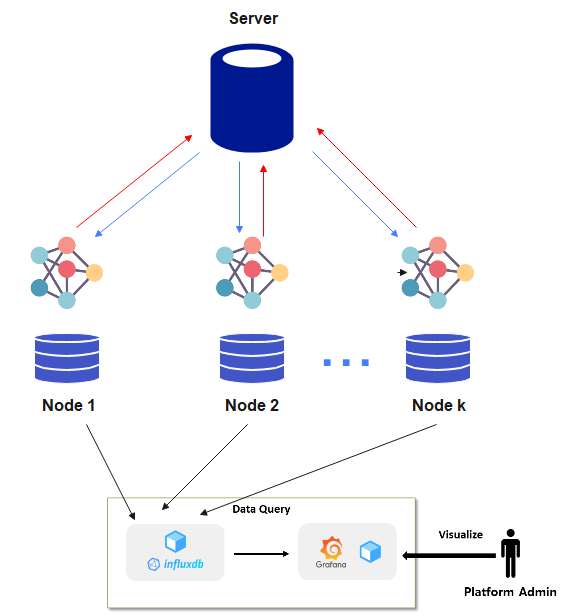 Server
Node 1
Node 2
Node k
Data Query
influxdb
Grafana
Visualize
Platform Admin